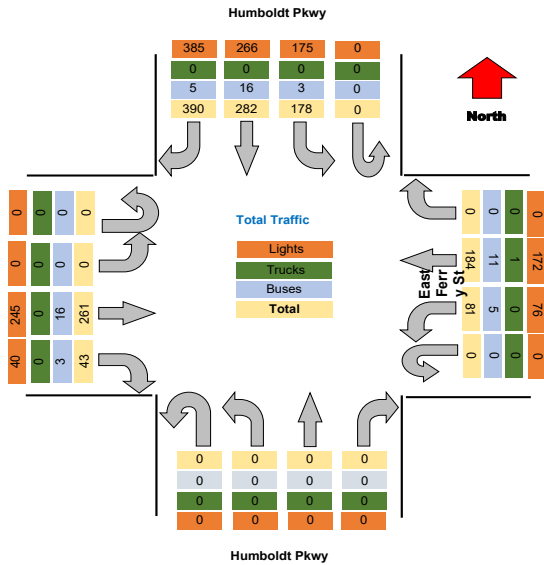 Humboldt Pkwy
385 266 175 0
0 0 0 0
5 16 3 0
390 282 178 0
North
0 0 0 0
0 0 0 0
245 0 16 261
40 0 3 43
Total Traffic
Lights
Trucks
Buses
Total
East
Ferr
y St
0 0 0 0
184 11 1 172
81 5 0 76
0 0 0 0
0 0 0 0
0 0 0 0
0 0 0 0
0 0 0 0
Humboldt Pkwy